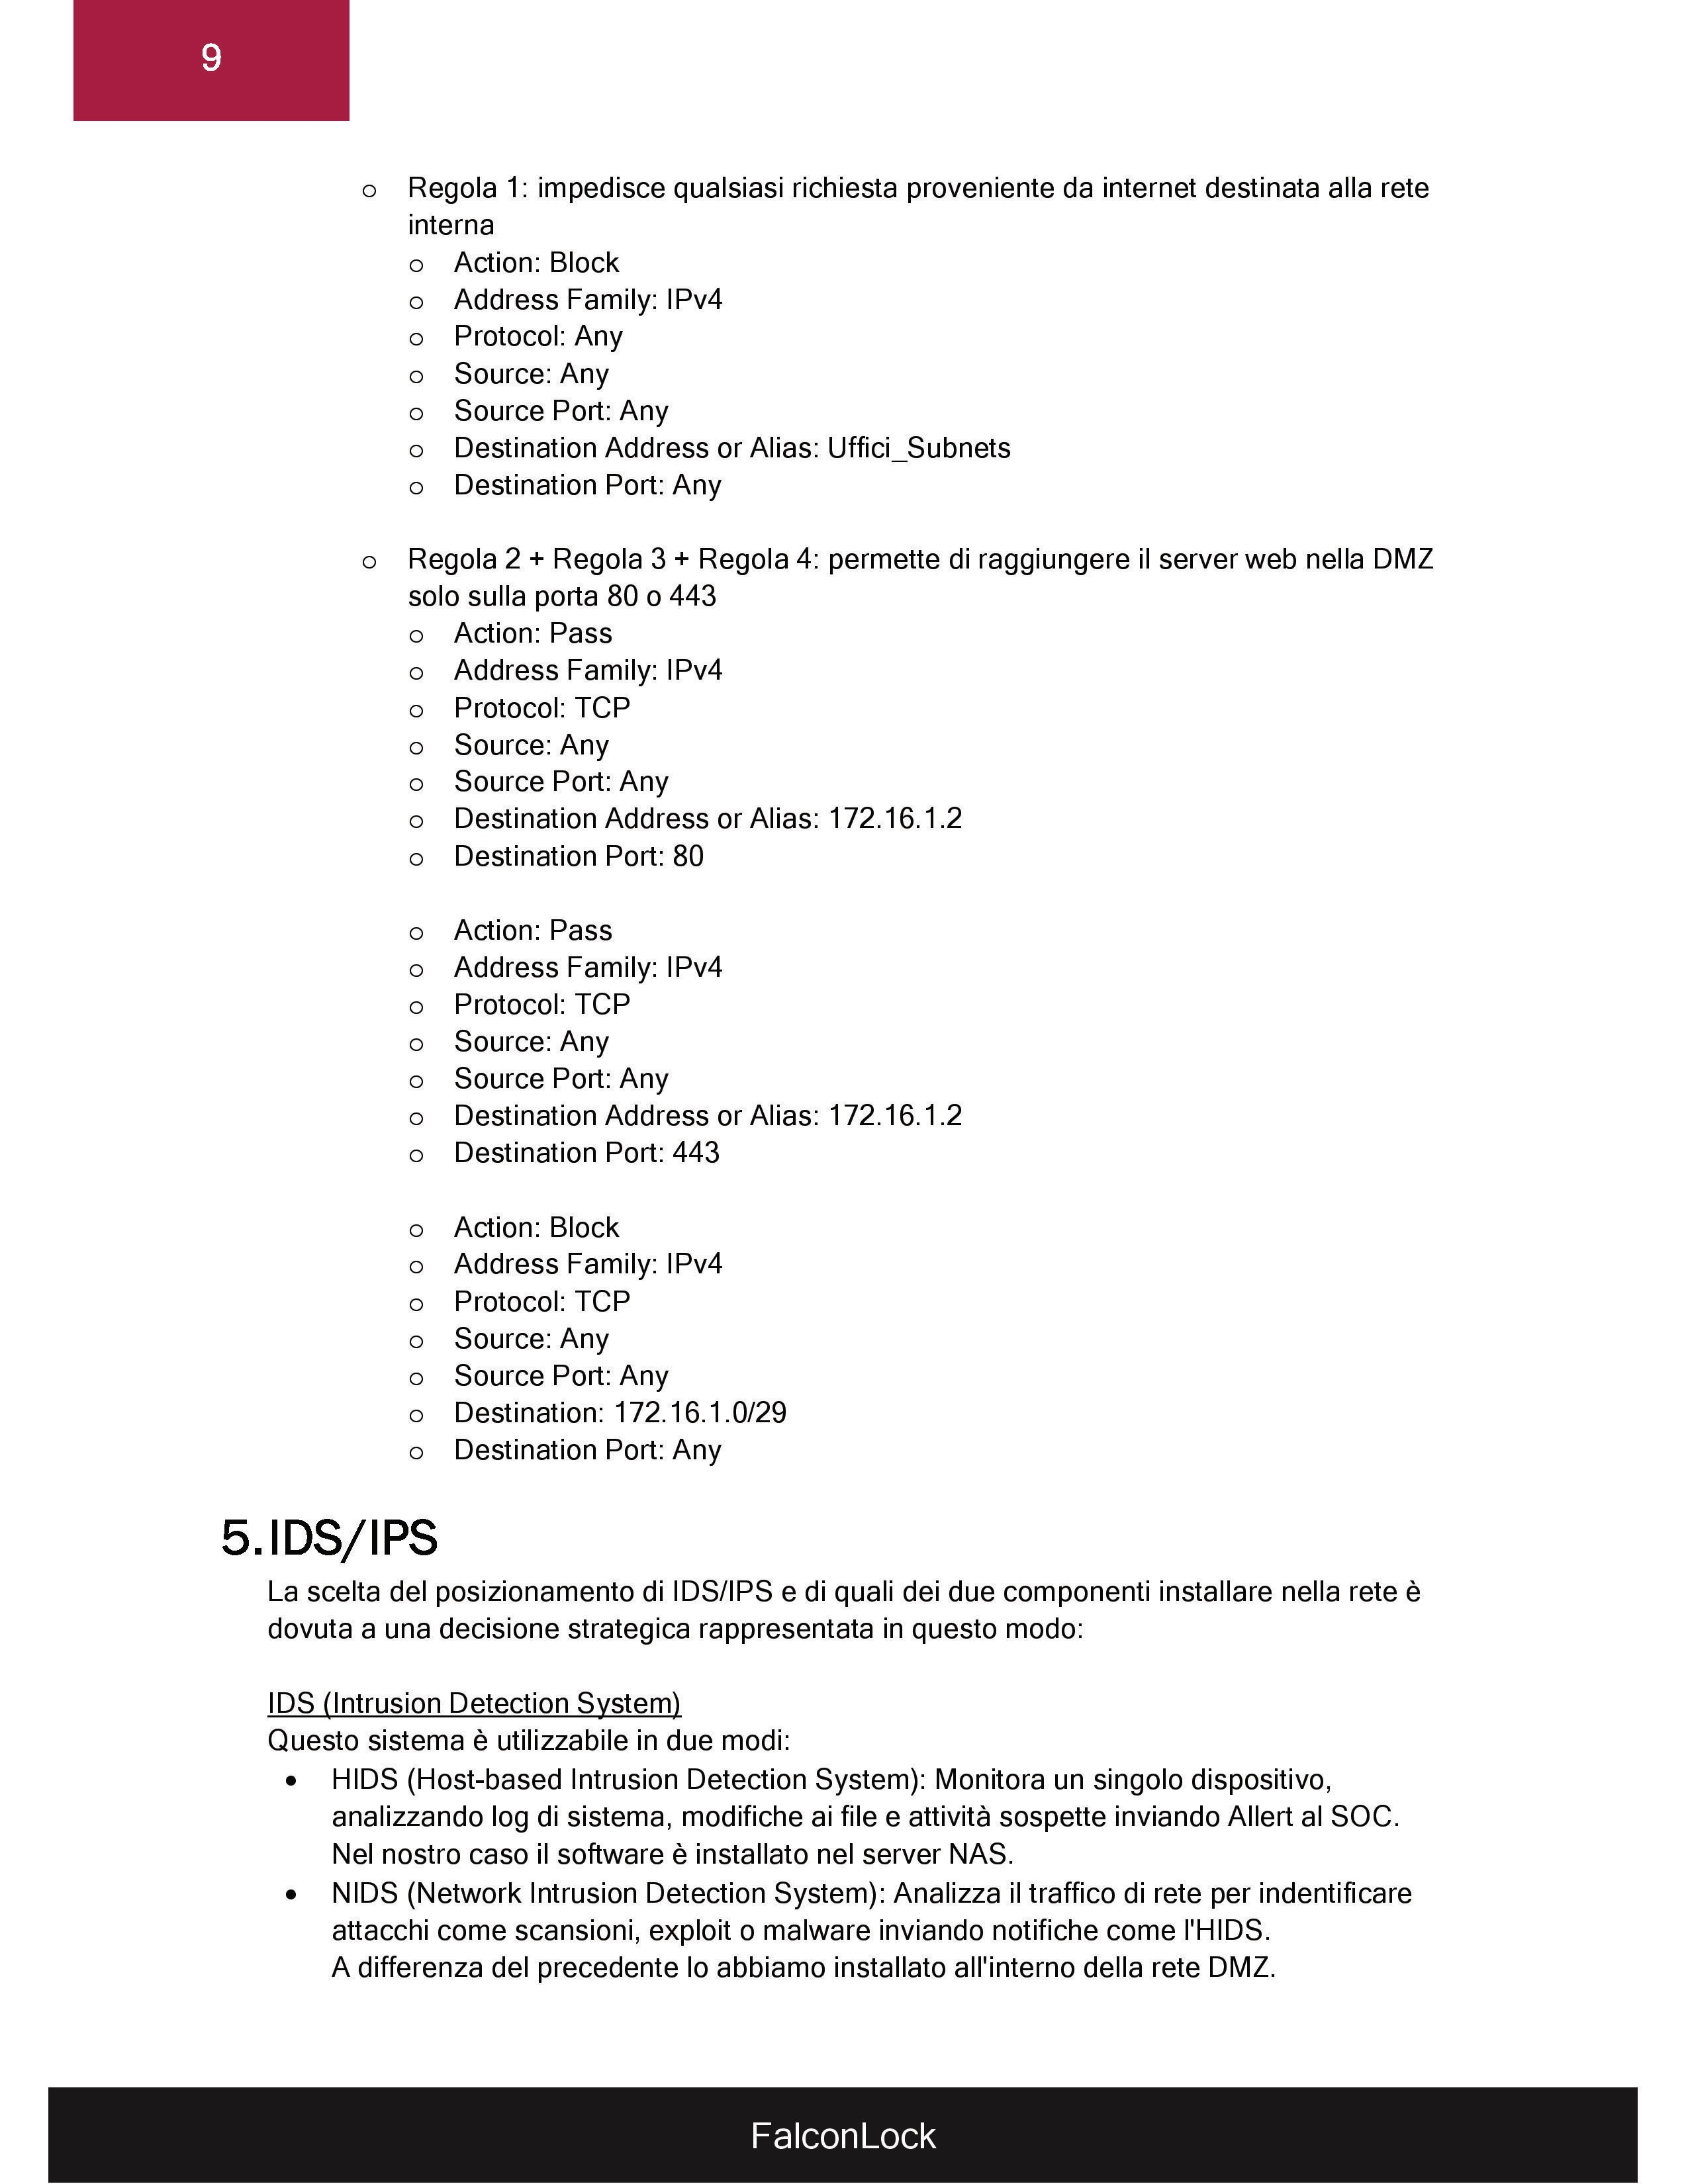 9
o Regola 1: impedisce qualsiasi richiesta proveniente da internet destinata alla rete
interna
o Action: Block
o Address Family: IPv4
o Protocol: Any
o Source: Any
o Source Port: Any
o Destination Address or Alias: Uffici_Subnets
o Destination Port: Any
o Regola 2 + Regola 3 + Regola 4: permette di raggiungere il server web nella DMZ
solo sulla porta 80 o 443
o Action: Pass
o Address Family: IPv4
o Protocol: TCP
o Source: Any
o Source Port: Any
o Destination Address or Alias: 172.16.1.2
o Destination Port: 80
o Action: Pass
o Address Family: IPv4
o Protocol: TCP
o Source: Any
o Source Port: Any
o Destination Address or Alias: 172.16.1.2
o Destination Port: 443
o Action: Block
o Address Family: IPv4
o Protocol: TCP
o Source: Any
o Source Port: Any
o Destination: 172.16.1.0/29
o Destination Port: Any
5. IDS/IPS
La scelta del posizionamento di IDS/IPS e di quali dei due componenti installare nella rete è
dovuta a una decisione strategica rappresentata in questo modo:
IDS (Intrusion Detection System)
Questo sistema è utilizzabile in due modi:
• HIDS (Host-based Intrusion Detection System): Monitora un singolo dispositivo,
analizzando log di sistema, modifiche ai file e attività sospette inviando Allert al SOC.
Nel nostro caso il software è installato nel server NAS.
• NIDS (Network Intrusion Detection System): Analizza il traffico di rete per indentificare
attacchi come scansioni, exploit o malware inviando notifiche come l'HIDS.
A differenza del precedente lo abbiamo installato all'interno della rete DMZ.
FalconLock